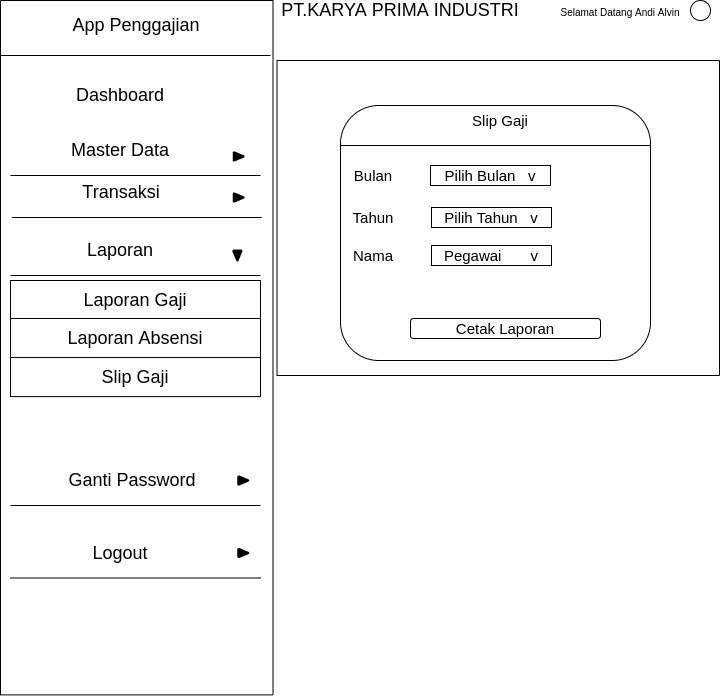 App Penggajian
PT.KARYA PRIMA INDUSTRI
Selamat Datang Andi Alvin
Dashboard
Master Data
Transaksi
Laporan
Laporan Gaji
Laporan Absensi
Slip Gaji
Ganti Password
Logout
Slip Gaji
Bulan Pilih Bulan v
Tahun Pilih Tahun v
Nama Pegawai v
Cetak Laporan